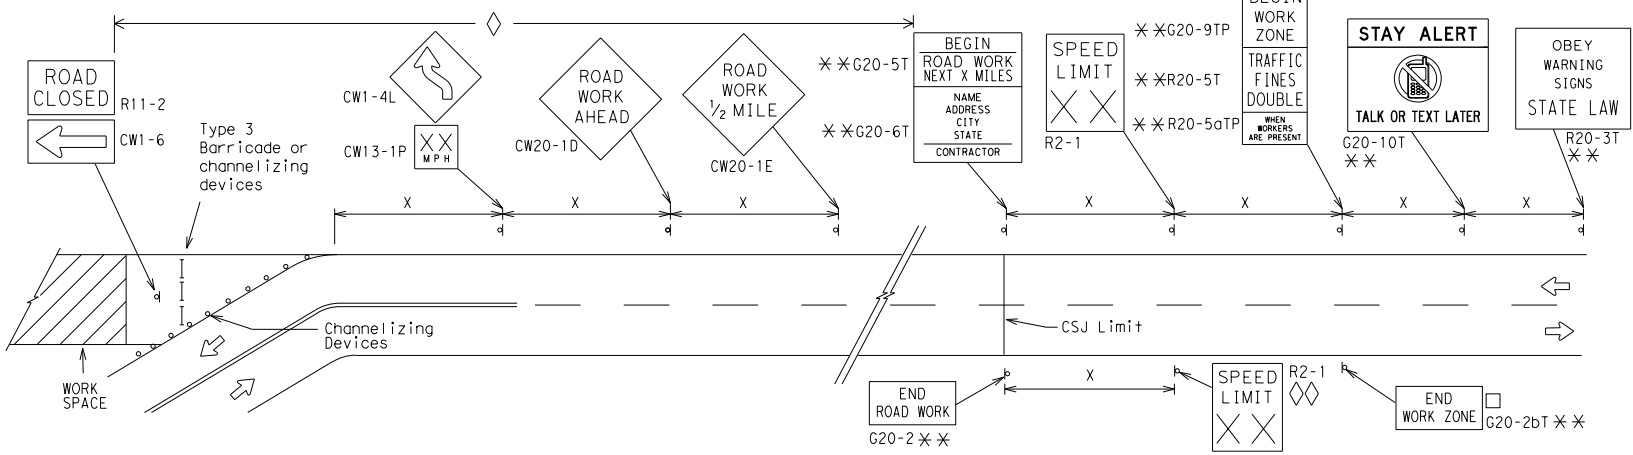 ROAD
CLOSED
R11-2
CW1-6
Type 3
Barricade or
channelizing
devices
CW1-4L
XX
MPH
CW13-1P
ROAD
WORK
AHEAD
CW20-1D
ROAD
WORK
1/2 MILE
CW20-1E
BEGIN
ROAD WORK
NEXT X MILES
NAME
ADDRESS
CITY
STATE
CONTRACTOR
**G20-5T
**G20-6T
SPEED
LIMIT
XX
R2-1
**G20-9TP
**R20-5T
**R20-5aTP
BEGIN
WORK
ZONE
TRAFFIC
FINES
DOUBLE
WHEN
WORKERS
ARE PRESENT
STAY ALERT
TALK OR TEXT LATER
G20-10T
**
OBEY
WARNING
SIGNS
STATE LAW
R20-3T
**
X
X
X
X
X
X
X
Channelizing
Devices
WORK
SPACE
CSJ Limit
X
END
ROAD WORK
G20-2 **
SPEED
LIMIT
XX
R2-1
END
WORK ZONE
G20-2bT **